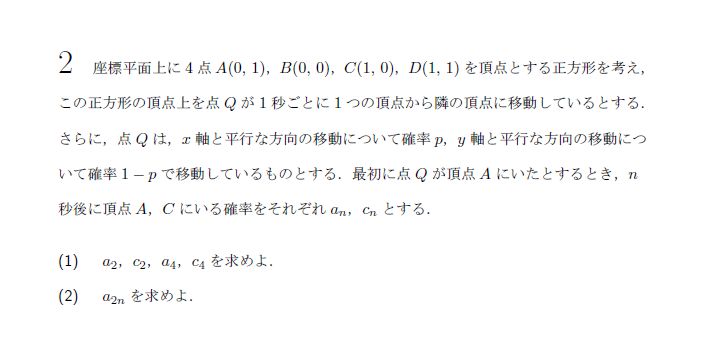 2 座標平面上に 4 点 A(0, 1), B(0, 0), C(1, 0), D(1, 1) を頂点とする正方形を考え,
この正方形の頂点上を点 Q が 1 秒ごとに 1 つの頂点から隣の頂点に移動しているとする.
さらに, 点 Q は, x 軸と平行な方向の移動について確率 p, y 軸と平行な方向の移動につ
いて確率 1 − p で移動しているものとする. 最初に点 Q が頂点 A にいたとするとき, n
秒後に頂点 A, C にいる確率をそれぞれ aₙ, cₙ とする.
(1) a₂, c₂, a₄, c₄ を求めよ.
(2) a₂ₙ を求めよ.